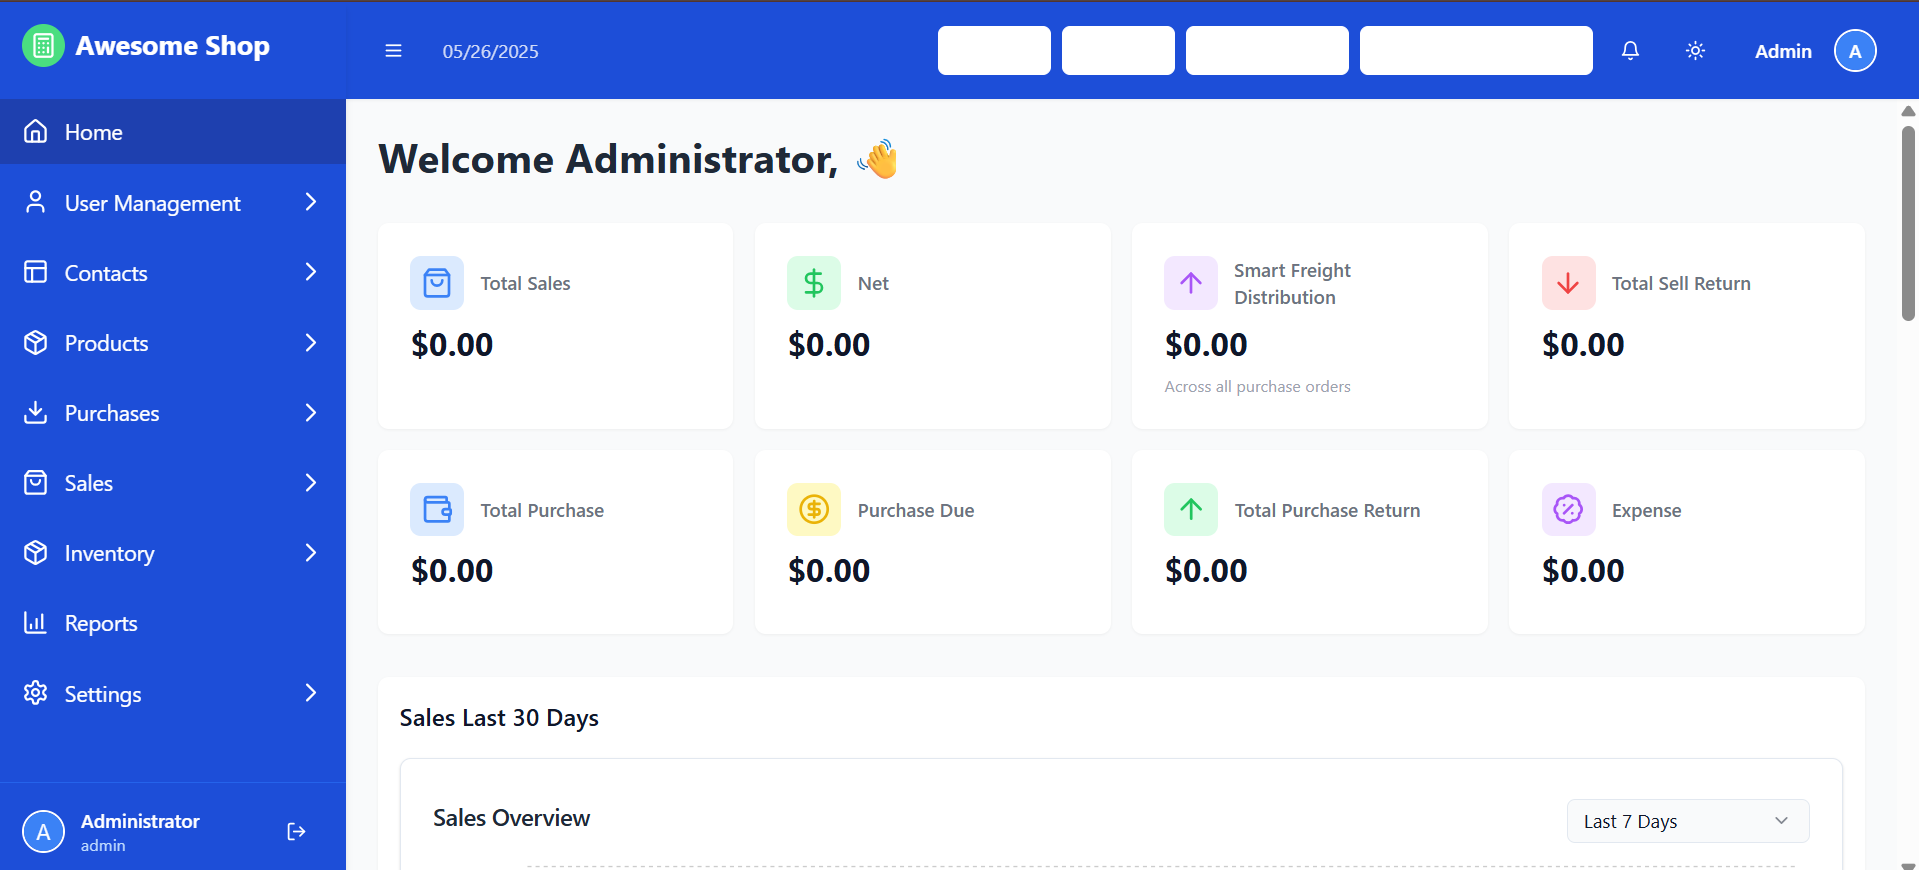 Awesome Shop
05/26/2025
Admin
A
Home
User Management
Contacts
Products
Purchases
Sales
Inventory
Reports
Settings
A
Administrator
admin
Welcome Administrator, 👋
Total Sales
$0.00
Net
$0.00
Smart Freight
Distribution
$0.00
Across all purchase orders
Total Sell Return
$0.00
Total Purchase
$0.00
Purchase Due
$0.00
Total Purchase Return
$0.00
Expense
$0.00
Sales Last 30 Days
Sales Overview
Last 7 Days